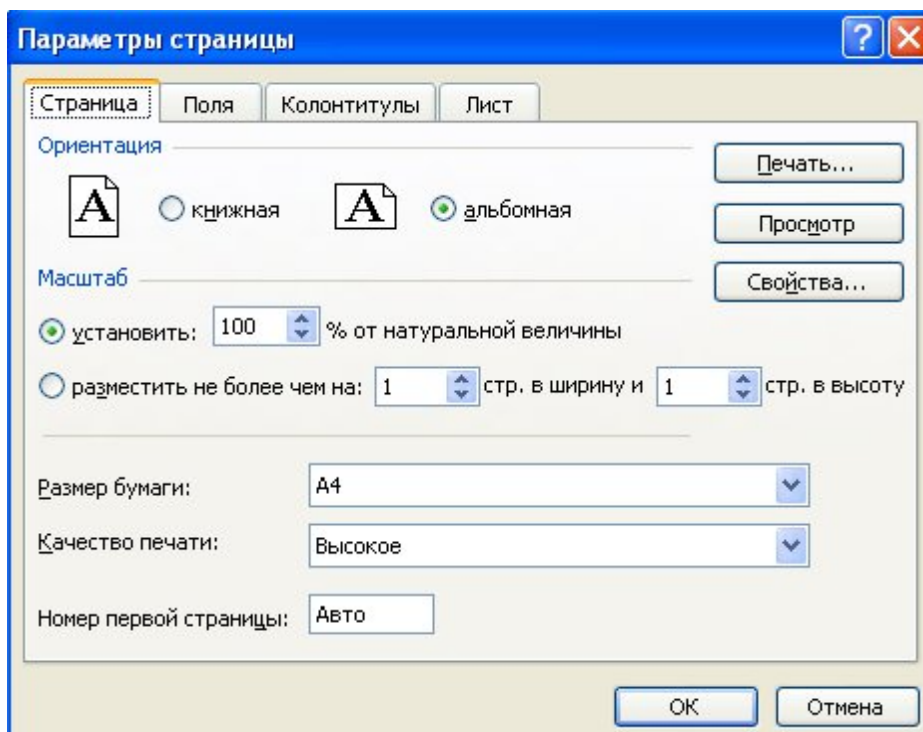 Параметры страницы
Страница Поля Колонтитулы Лист
Ориентация
Печать...
A книжная A альбомная
Просмотр
Масштаб
Свойства...
установить: 100 % от натуральной величины
разместить не более чем на: 1 стр. в ширину и 1 стр. в высоту
Размер бумаги: A4
Качество печати: Высокое
Номер первой страницы: Авто
ОК Отмена